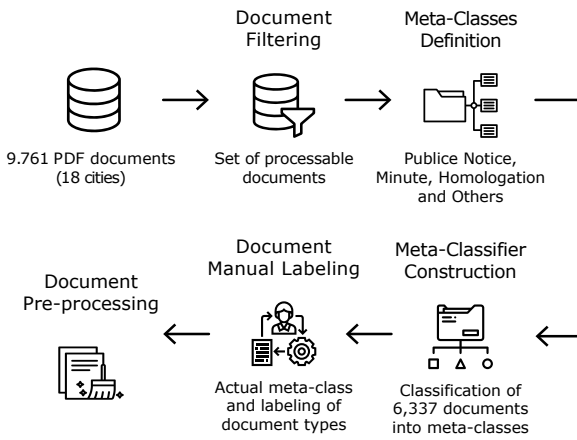 Document
Filtering
Meta-Classes
Definition
9.761 PDF documents
(18 cities)
Set of processable
documents
Publice Notice,
Minute, Homologation
and Others
Document
Pre-processing
Document
Manual Labeling
Meta-Classifier
Construction
Actual meta-class
and labeling of
document types
Classification of
6,337 documents
into meta-classes